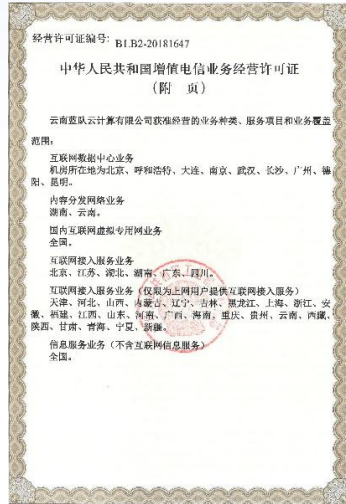 经营许可证编号: B1.B2-20181647
中华人民共和国增值电信业务经营许可证
(附 页)
云南蓝队云计算有限公司获准经营的业务种类、服务项目和业务覆盖
范围:
互联网数据中心业务
机房所在地为北京、呼和浩特、大连、南京、武汉、长沙、广州、德
阳、昆明。
内容分发网络业务
湖南、云南。
国内互联网虚拟专用网业务
全国。
互联网接入服务业务
北京、江苏、湖北、湖南、广东、四川。
互联网接入服务业务(仅限为上网用户提供互联网接入服务)
天津、河北、山西、内蒙古、辽宁、吉林、黑龙江、上海、浙江、安
徽、福建、江西、山东、河南、广西、海南、重庆、贵州、云南、西藏、
陕西、甘肃、青海、宁夏、新疆。
信息服务业务(不含互联网信息服务)
全国。